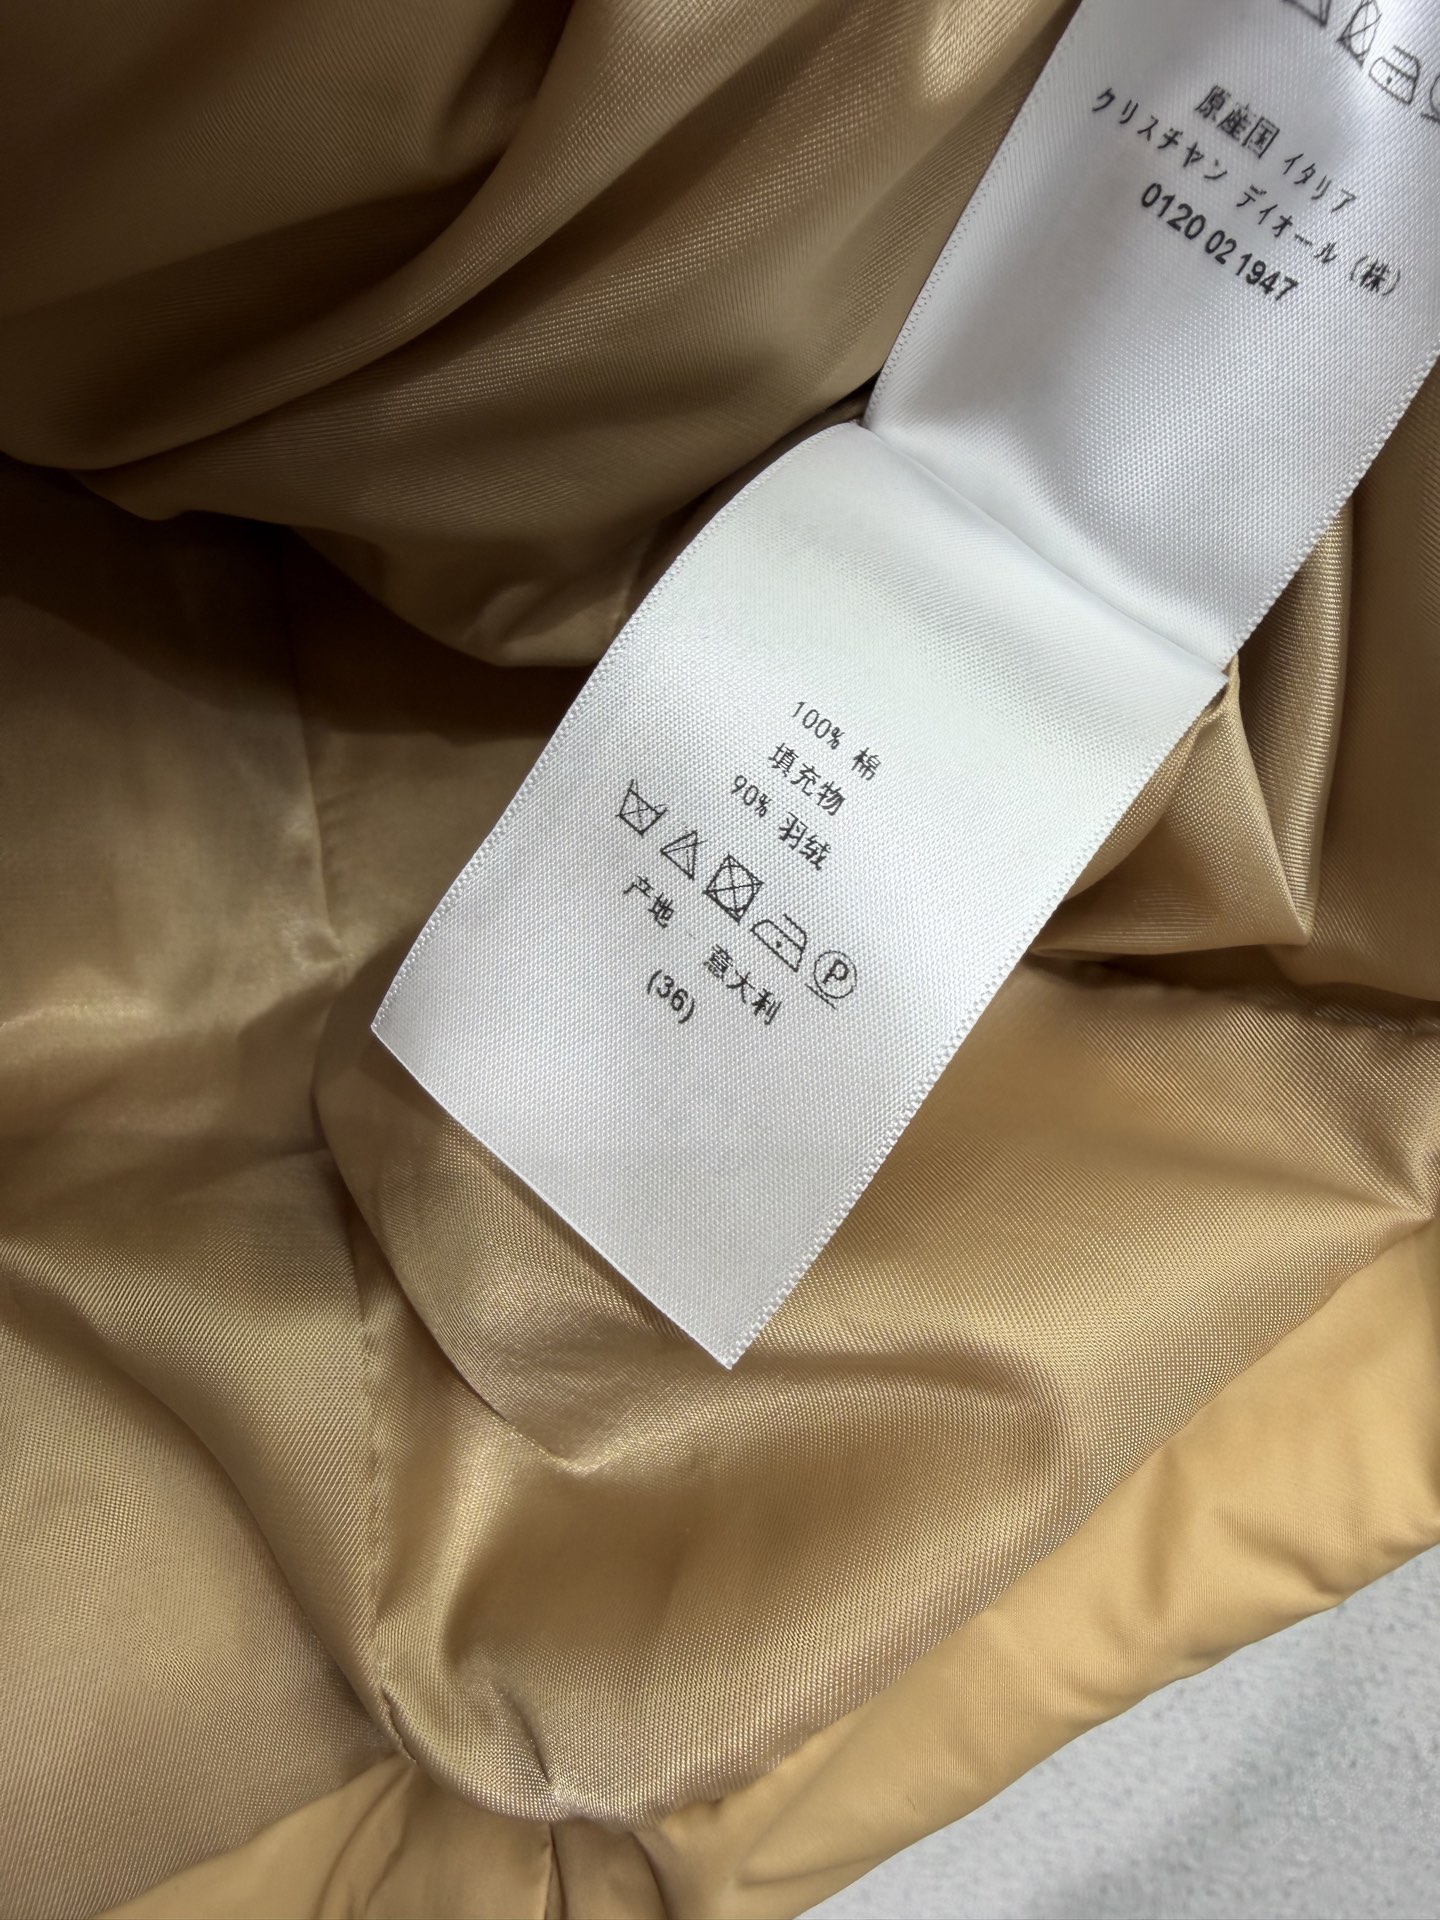 原産国 イタリア
クリスチャン ディオール (株)
0120 02 1947
100% 棉
填充物
90% 羽绒
P
产地 - 意大利
(36)